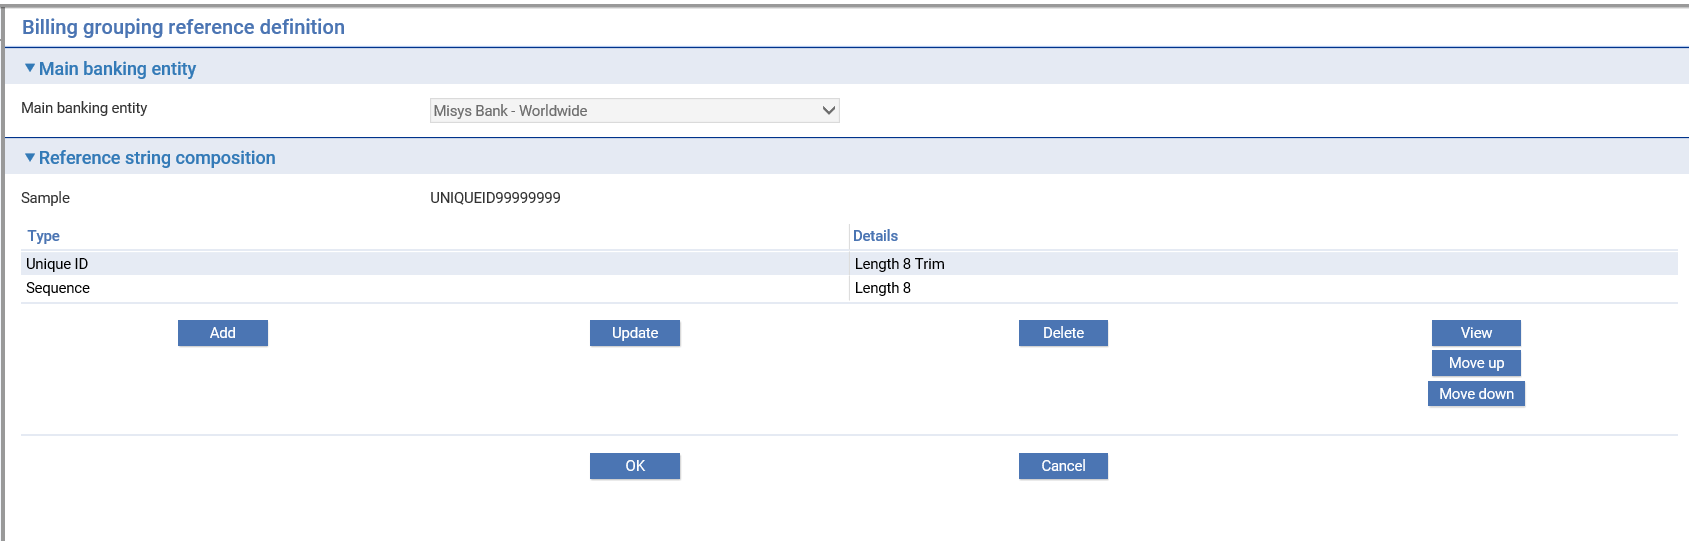 Billing grouping reference definition
Main banking entity
Main banking entity Misys Bank - Worldwide
Reference string composition
Sample UNIQUEID99999999
Type Details
Unique ID Length 8 Trim
Sequence Length 8
Add Update Delete View
Move up
Move down
OK Cancel